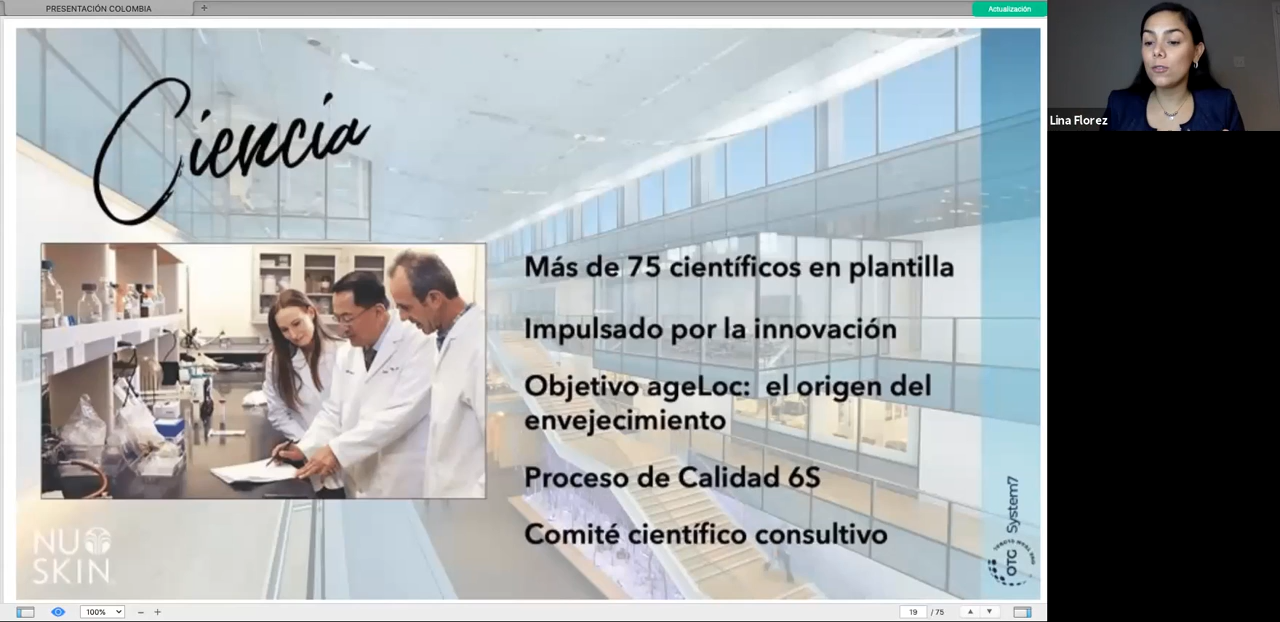 PRESENTACIÓN COLOMBIA
+
Actualización
Ciencia
Lina Florez
Más de 75 científicos en plantilla
Impulsado por la innovación
Objetivo ageLoc: el origen del
envejecimiento
Proceso de Calidad 6S
Comité científico consultivo
NU
SKIN
OTG System7
100%
− +
19 / 75